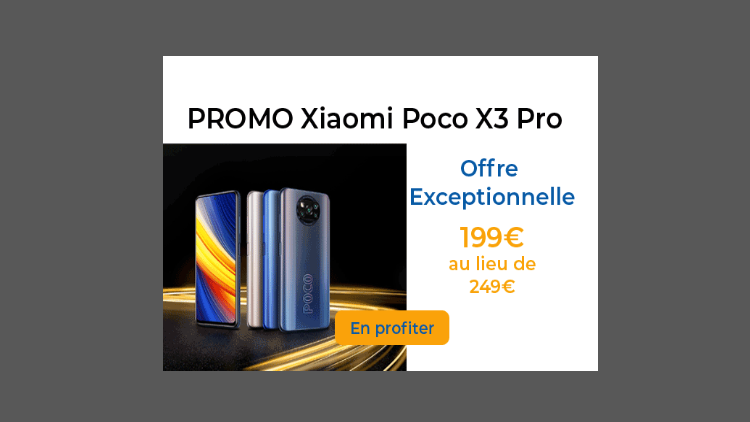 PROMO Xiaomi Poco X3 Pro
Offre
Exceptionnelle
199€
au lieu de
249€
POCO
En profiter